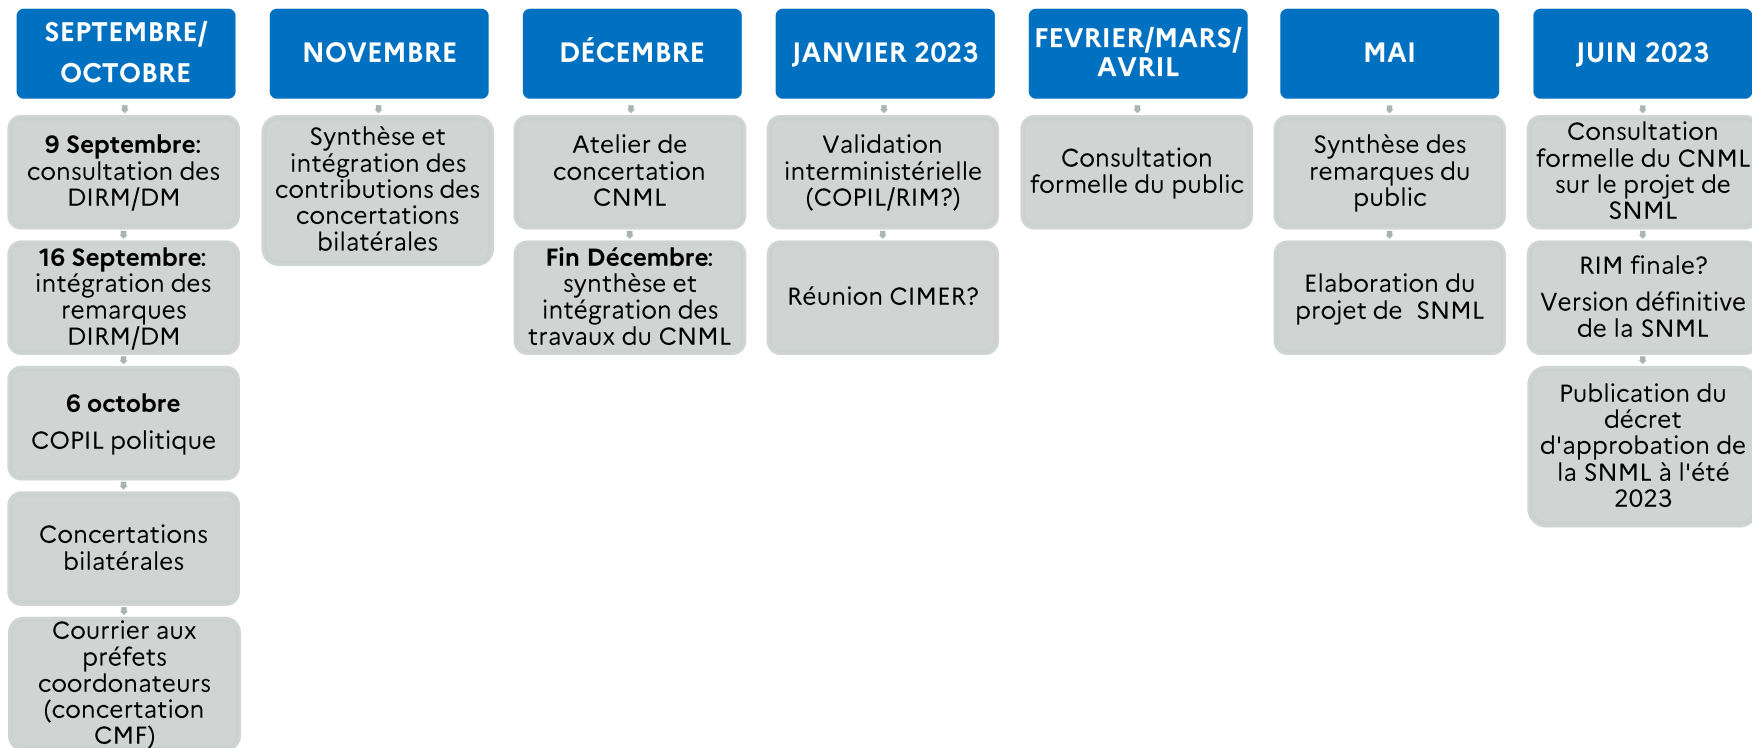 SEPTEMBRE/
OCTOBRE
9 Septembre:
consultation des
DIRM/DM
16 Septembre:
intégration des
remarques
DIRM/DM
6 octobre
COPIL politique
Concertations
bilatérales
Courrier aux
préfets
coordonateurs
(concertation
CMF)
NOVEMBRE
Synthèse et
intégration des
contributions des
concertations
bilatérales
DÉCEMBRE
Atelier de
concertation
CNML
Fin Décembre:
synthèse et
intégration des
travaux du CNML
JANVIER 2023
Validation
interministérielle
(COPIL/RIM?)
Réunion CIMER?
FEVRIER/MARS/
AVRIL
Consultation
formelle du public
MAI
Synthèse des
remarques du
public
Elaboration du
projet de SNML
JUIN 2023
Consultation
formelle du CNML
sur le projet de
SNML
RIM finale?
Version définitive
de la SNML
Publication du
décret
d'approbation de
la SNML à l'été
2023